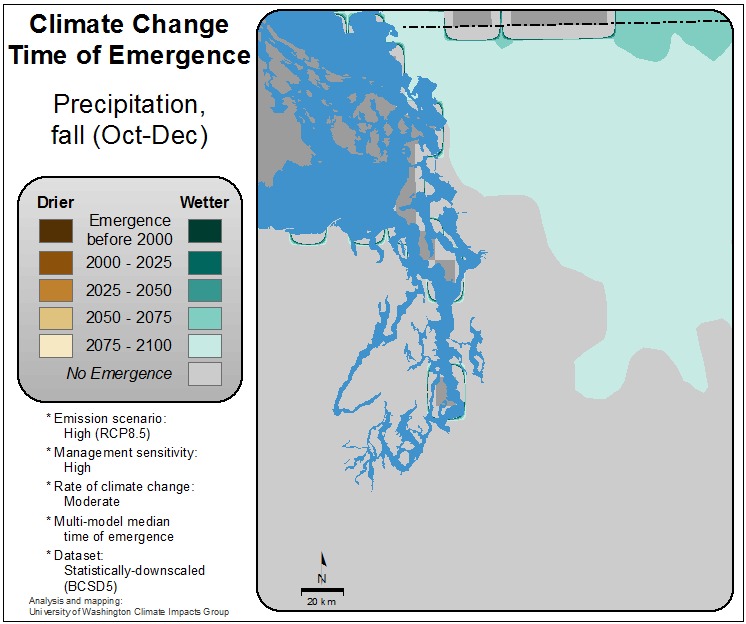 Climate Change
Time of Emergence
Precipitation,
fall (Oct-Dec)
Drier Wetter
Emergence
before 2000
2000 - 2025
2025 - 2050
2050 - 2075
2075 - 2100
No Emergence
* Emission scenario:
High (RCP8.5)
* Management sensitivity:
High
* Rate of climate change:
Moderate
* Multi-model median
time of emergence
* Dataset:
Statistically-downscaled
(BCSD5)
Analysis and mapping:
University of Washington Climate Impacts Group
N
20 km